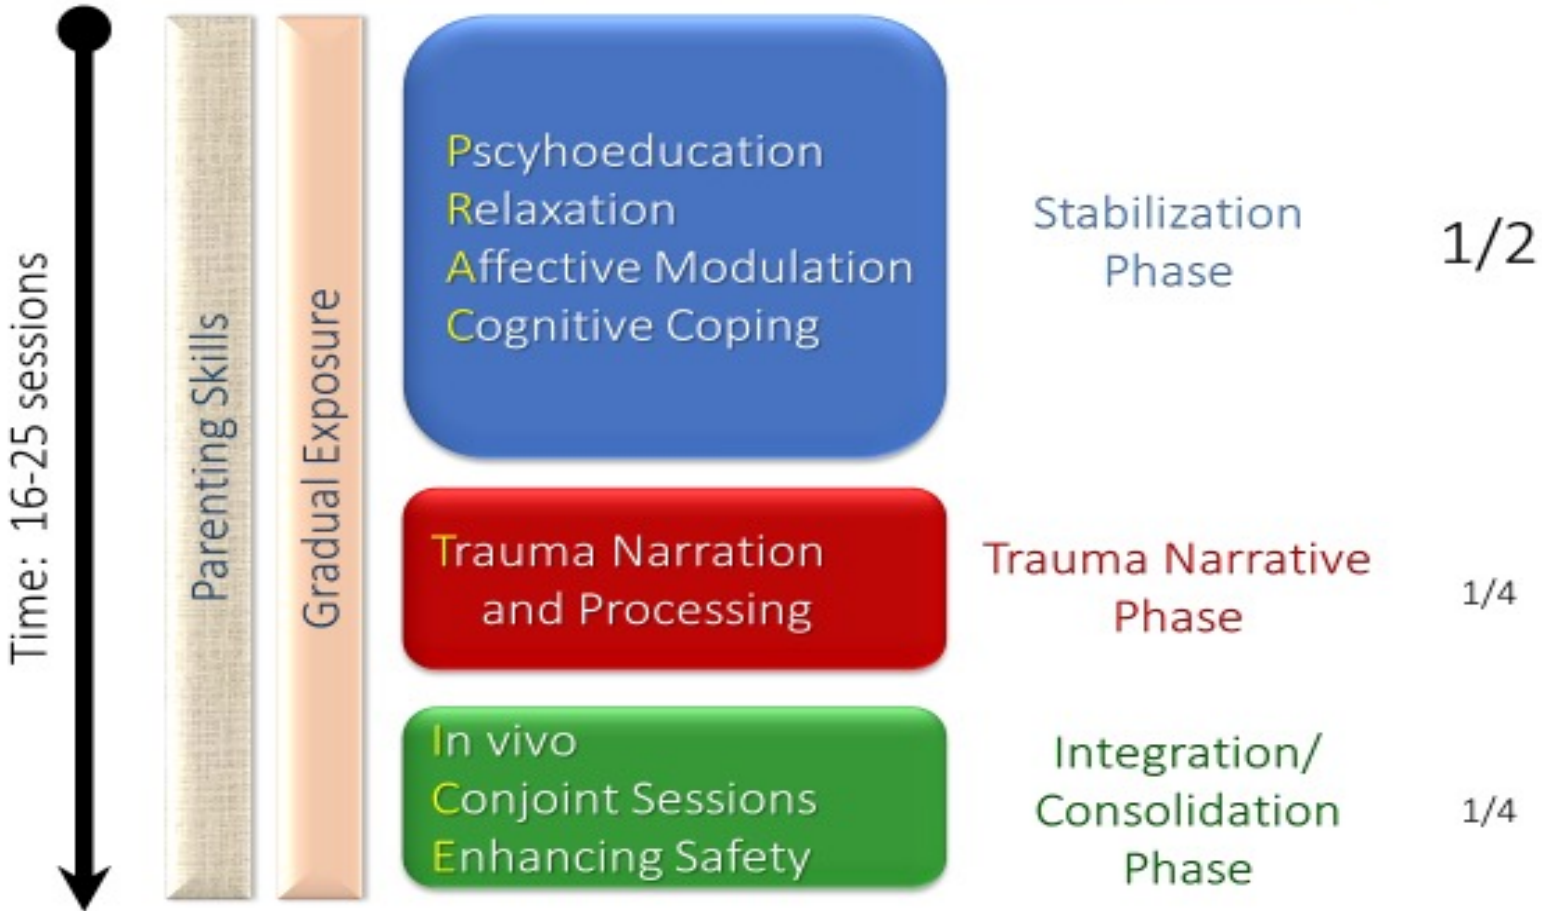 Time: 16-25 sessions
Parenting Skills
Gradual Exposure
Pscyhoeducation
Relaxation
Affective Modulation
Cognitive Coping
Stabilization
Phase
1/2
Trauma Narration
and Processing
Trauma Narrative
Phase
1/4
In vivo
Conjoint Sessions
Enhancing Safety
Integration/
Consolidation
Phase
1/4